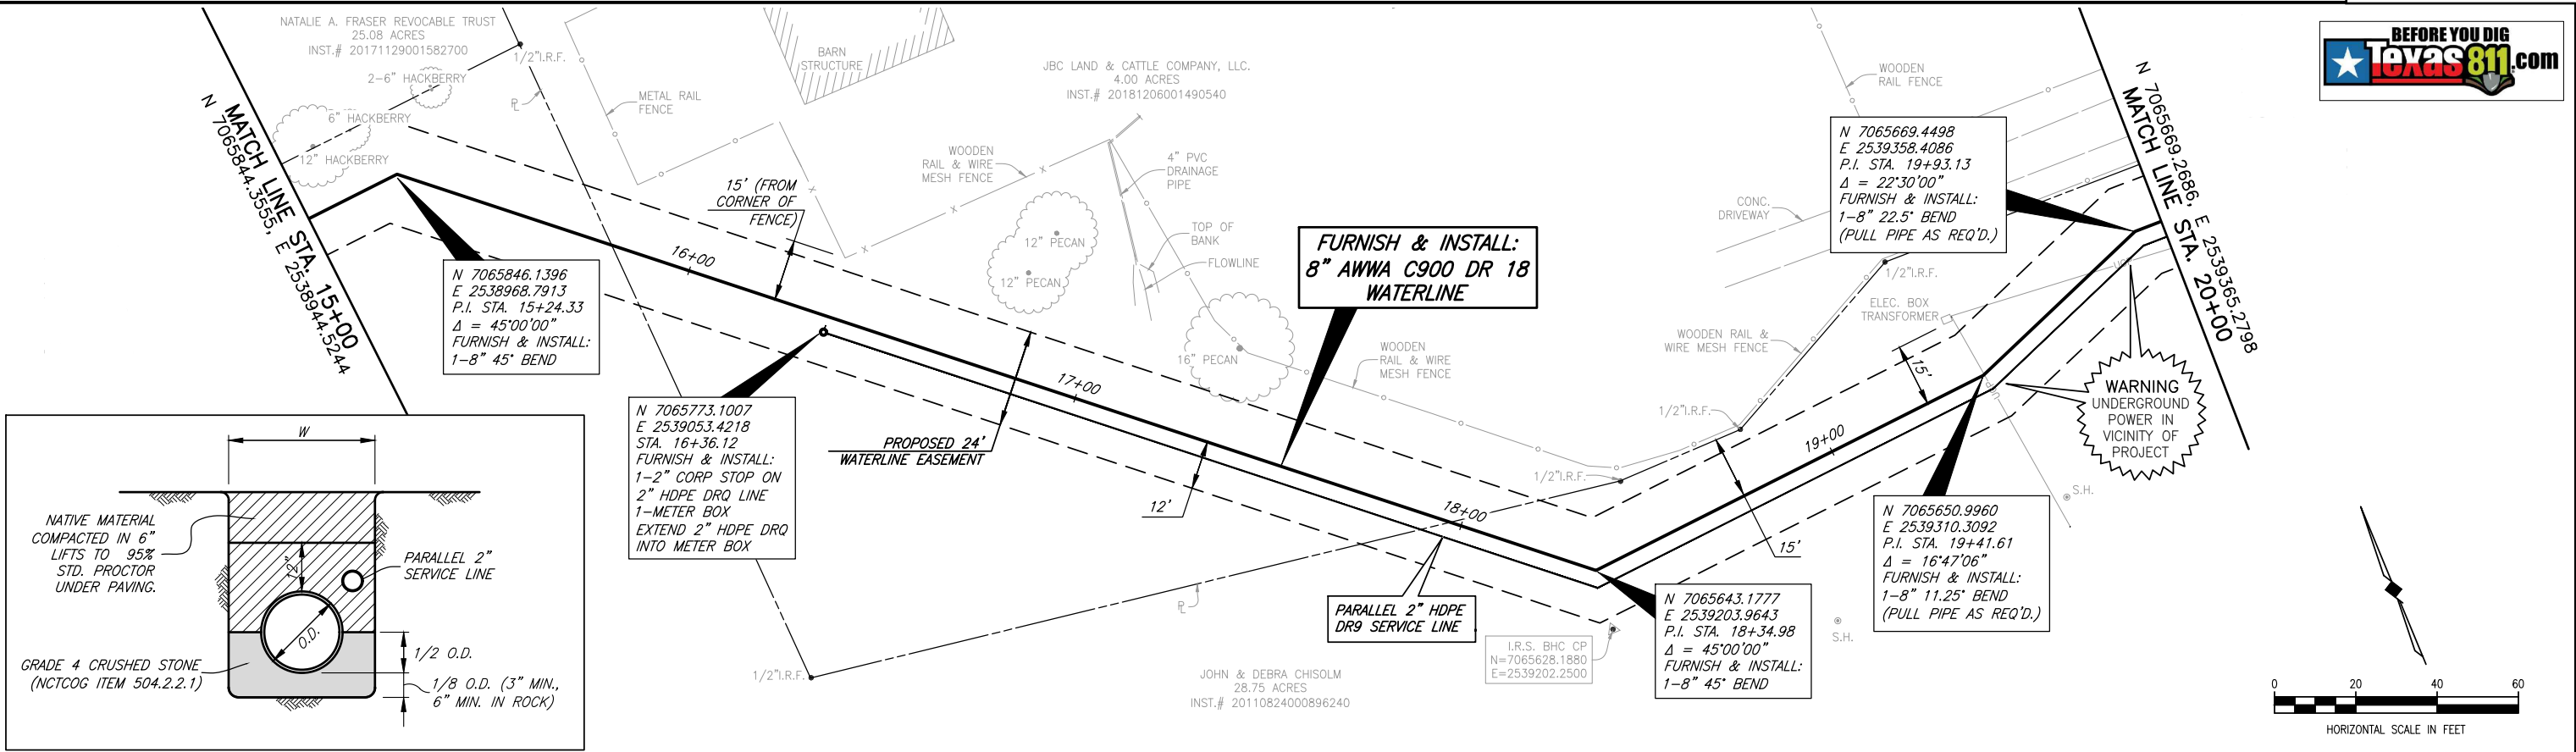 NATALIE A. FRASER REVOCABLE TRUST
25.08 ACRES
INST.# 20171129001582700
2-6" HACKBERRY
6" HACKBERRY
12" HACKBERRY
1/2"I.R.F.
PL
METAL RAIL
FENCE
BARN
STRUCTURE
JBC LAND & CATTLE COMPANY, LLC.
4.00 ACRES
INST.# 20181206001490540
WOODEN
RAIL & WIRE
MESH FENCE
4" PVC
DRAINAGE
PIPE
TOP OF
BANK
FLOWLINE
12" PECAN
12" PECAN
16" PECAN
WOODEN
RAIL & WIRE
MESH FENCE
WOODEN
RAIL FENCE
CONC.
DRIVEWAY
ELEC. BOX
TRANSFORMER
WOODEN RAIL &
WIRE MESH FENCE
1/2"I.R.F.
1/2"I.R.F.
1/2"I.R.F.
BEFORE YOU DIG
Texas811.com
MATCH LINE STA. 15+00
N 7065844.3555, E 2538944.5244
N 7065669.2686, E 2539365.2798
MATCH LINE STA. 20+00
15' (FROM
CORNER OF
FENCE)
16+00
17+00
18+00
19+00
N 7065846.1396
E 2538968.7913
P.I. STA. 15+24.33
Δ = 45°00'00"
FURNISH & INSTALL:
1-8" 45° BEND
N 7065773.1007
E 2539053.4218
STA. 16+36.12
FURNISH & INSTALL:
1-2" CORP STOP ON
2" HDPE DRQ LINE
1-METER BOX
EXTEND 2" HDPE DRQ
INTO METER BOX
PROPOSED 24'
WATERLINE EASEMENT
FURNISH & INSTALL:
8" AWWA C900 DR 18
WATERLINE
12'
15'
15'
N 7065669.4498
E 2539358.4086
P.I. STA. 19+93.13
Δ = 22°30'00"
FURNISH & INSTALL:
1-8" 22.5° BEND
(PULL PIPE AS REQ'D.)
WARNING
UNDERGROUND
POWER IN
VICINITY OF
PROJECT
UGE
UGE
N 7065650.9960
E 2539310.3092
P.I. STA. 19+41.61
Δ = 16°47'06"
FURNISH & INSTALL:
1-8" 11.25° BEND
(PULL PIPE AS REQ'D.)
N 7065643.1777
E 2539203.9643
P.I. STA. 18+34.98
Δ = 45°00'00"
FURNISH & INSTALL:
1-8" 45° BEND
PARALLEL 2" HDPE
DR9 SERVICE LINE
I.R.S. BHC CP
N=7065628.1880
E=2539202.2500
S.H.
S.H.
PL
1/2"I.R.F.
JOHN & DEBRA CHISOLM
28.75 ACRES
INST.# 20110824000896240
W
NATIVE MATERIAL
COMPACTED IN 6"
LIFTS TO 95%
STD. PROCTOR
UNDER PAVING.
12"
PARALLEL 2"
SERVICE LINE
O.D.
GRADE 4 CRUSHED STONE
(NCTCOG ITEM 504.2.2.1)
1/2 O.D.
1/8 O.D. (3" MIN.,
6" MIN. IN ROCK)
0 20 40 60
HORIZONTAL SCALE IN FEET